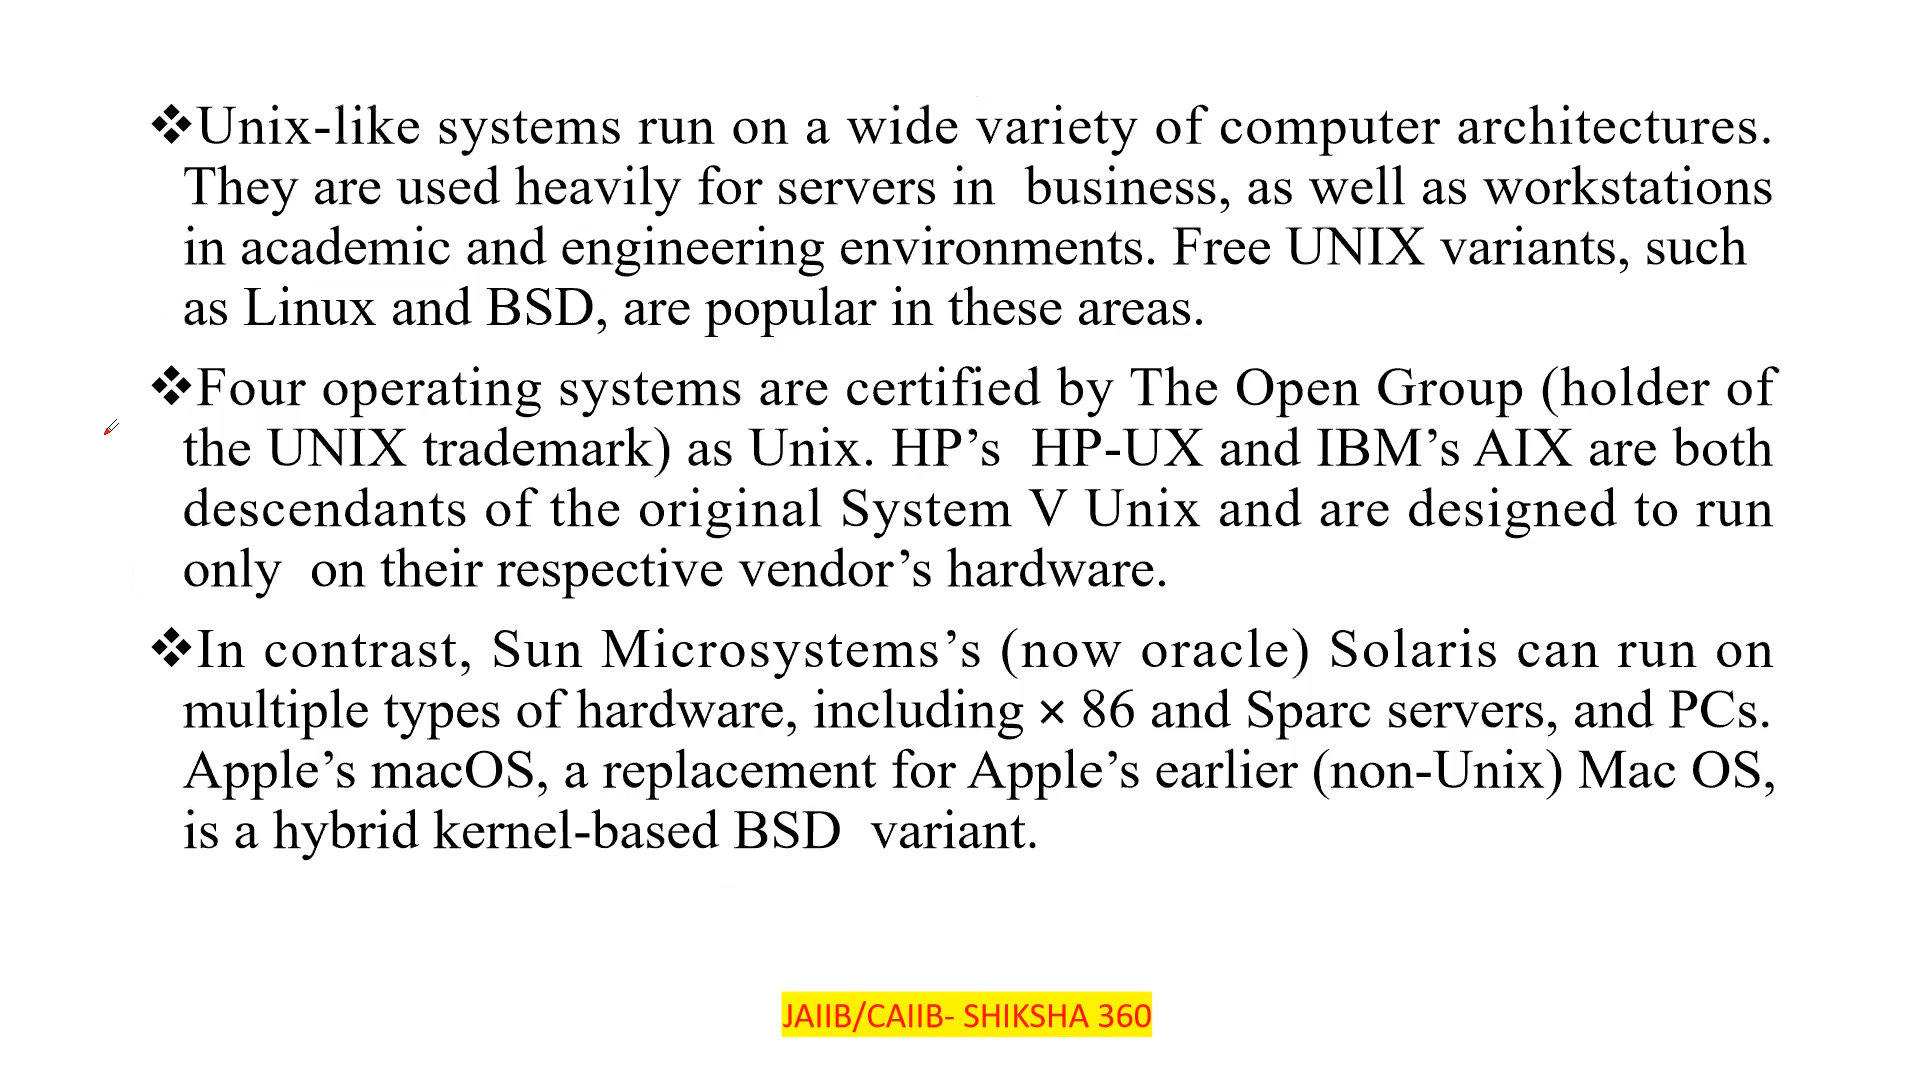 ❖Unix-like systems run on a wide variety of computer architectures.
They are used heavily for servers in  business, as well as workstations
in academic and engineering environments. Free UNIX variants, such
as Linux and BSD, are popular in these areas.
❖Four operating systems are certified by The Open Group (holder of
the UNIX trademark) as Unix. HP’s  HP-UX and IBM’s AIX are both
descendants of the original System V Unix and are designed to run
only  on their respective vendor’s hardware.
❖In contrast, Sun Microsystems’s (now oracle) Solaris can run on
multiple types of hardware, including × 86 and Sparc servers, and PCs.
Apple’s macOS, a replacement for Apple’s earlier (non-Unix) Mac OS,
is a hybrid kernel-based BSD  variant.
JAIIB/CAIIB- SHIKSHA 360